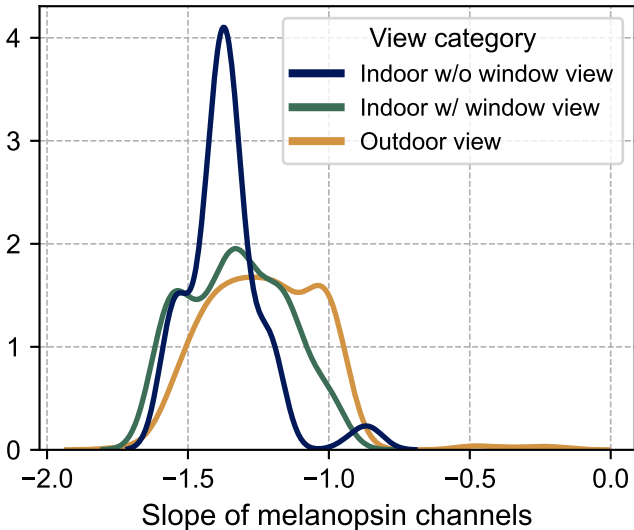 View category
Indoor w/o window view
Indoor w/ window view
Outdoor view
4
3
2
1
0
−2.0 −1.5 −1.0 −0.5 0.0
Slope of melanopsin channels